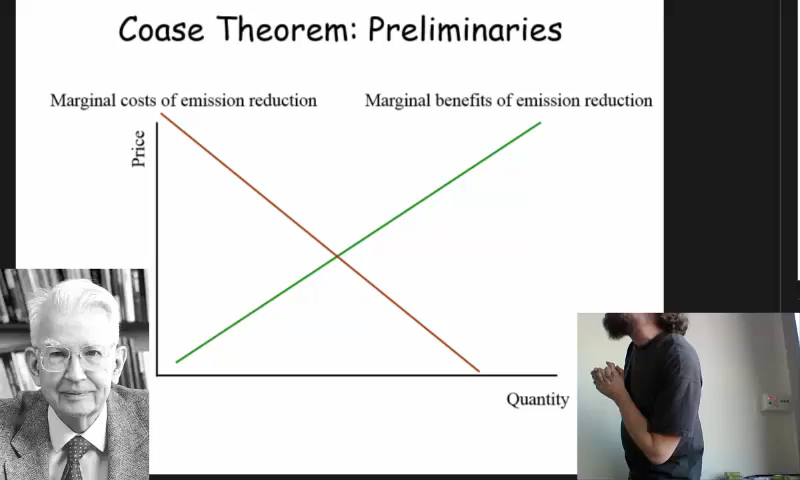 Coase Theorem: Preliminaries
Marginal costs of emission reduction
Marginal benefits of emission reduction
Price
Quantity